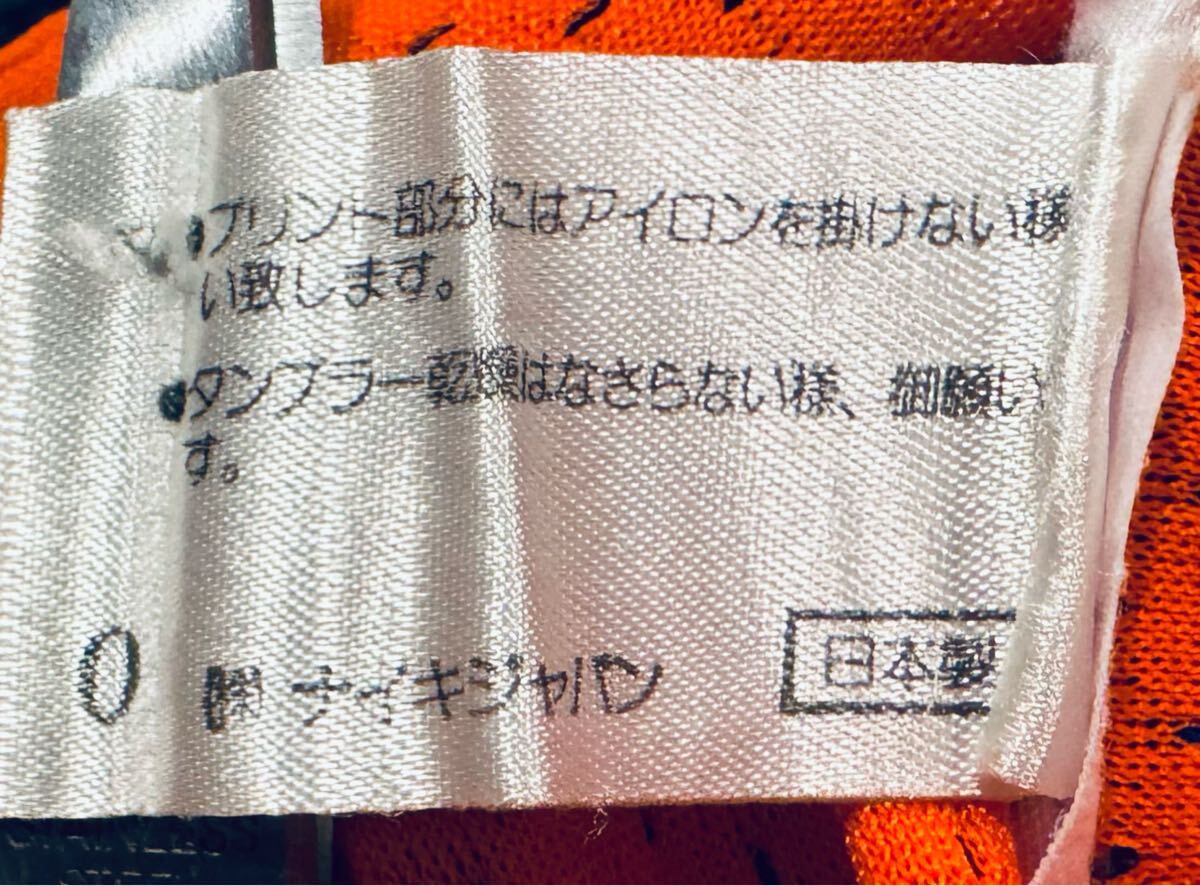 ●プリント部分にはアイロンを掛けない様
い致します。
●タンブラー乾燥はなさらない様、御願い
す。
㈱ ナイキジャパン
日本製